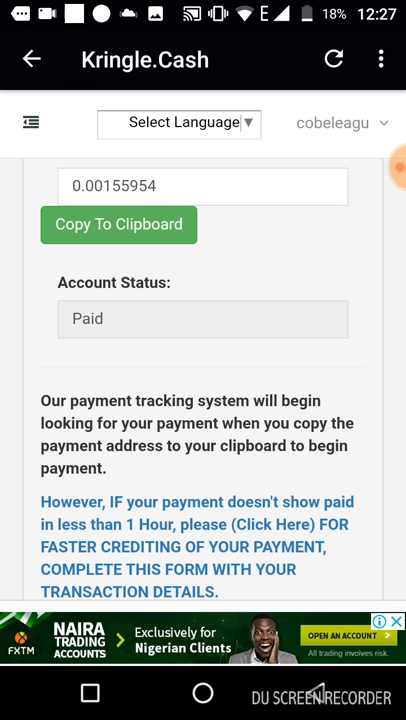 E 18% 12:27
Kringle.Cash
Select Language ▼ cobeleagu
0.00155954
Copy To Clipboard
Account Status:
Paid
Our payment tracking system will begin
looking for your payment when you copy the
payment address to your clipboard to begin
payment.
However, IF your payment doesn't show paid
in less than 1 Hour, please (Click Here) FOR
FASTER CREDITING OF YOUR PAYMENT,
COMPLETE THIS FORM WITH YOUR
TRANSACTION DETAILS.
FXTM
NAIRA
TRADING
ACCOUNTS
Exclusively for
Nigerian Clients
OPEN AN ACCOUNT
All trading involves risk.
DU SCREEN RECORDER